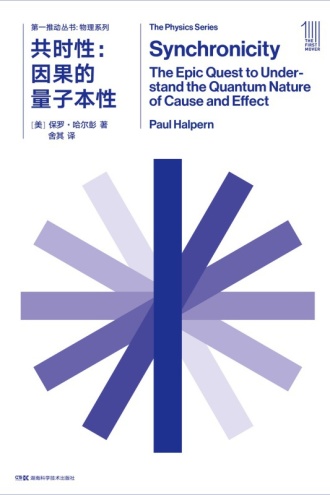 第一推动丛书:物理系列
共时性:
因果的
量子本性
[美] 保罗·哈尔彭 著
舍其 译
The Physics Series
Synchronicity
The Epic Quest to Under-
stand the Quantum Nature
of Cause and Effect
Paul Halpern
THE
FIRST
MOVER
湖南科学技术出版社